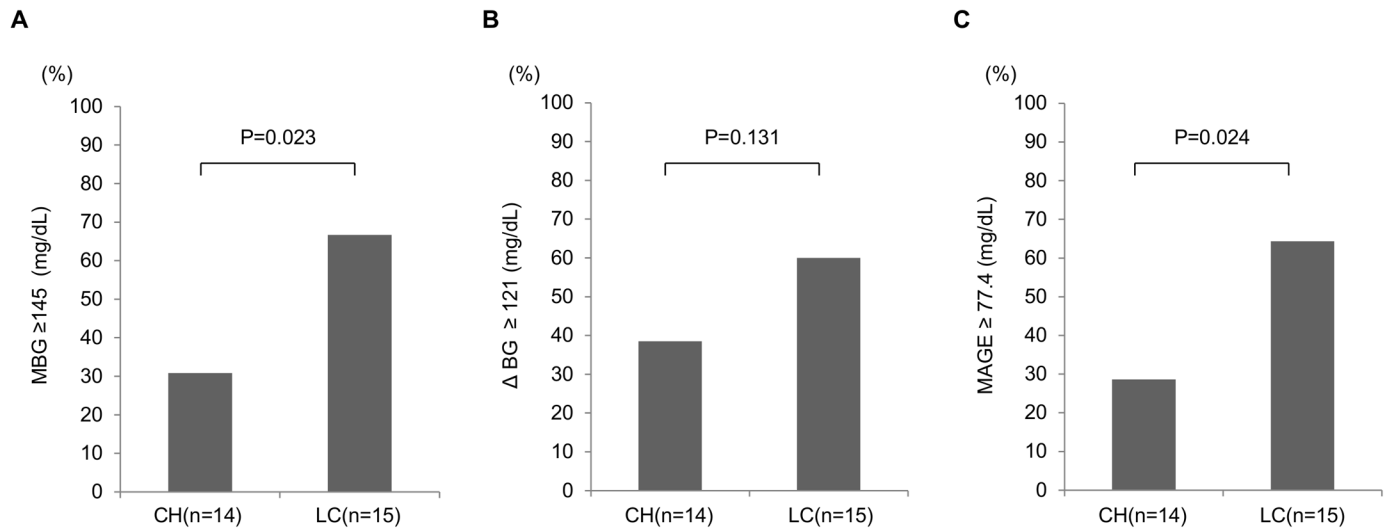 A
(%)
MBG ≥145 (mg/dL)
100
90
80
70
60
50
40
30
20
10
0
P=0.023
CH(n=14)
LC(n=15)
B
(%)
Δ BG ≥ 121 (mg/dL)
100
90
80
70
60
50
40
30
20
10
0
P=0.131
CH(n=14)
LC(n=15)
C
(%)
MAGE ≥ 77.4 (mg/dL)
100
90
80
70
60
50
40
30
20
10
0
P=0.024
CH(n=14)
LC(n=15)